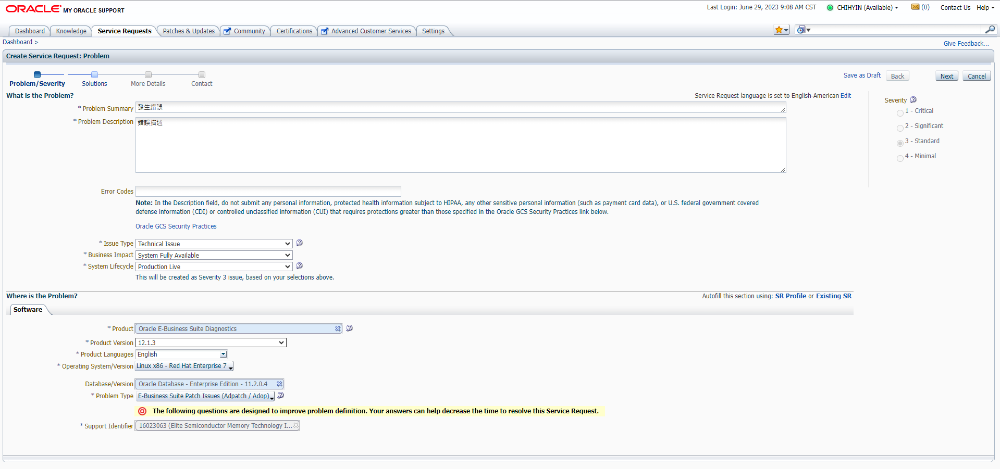 ORACLE MY ORACLE SUPPORT
Last Login: June 29, 2023 9:08 AM CST
CHIHYIN (Available)
(0)
Contact Us
Help
Dashboard
Knowledge
Service Requests
Patches & Updates
Community
Certifications
Advanced Customer Services
Settings
Dashboard >
Give Feedback...
Create Service Request: Problem
Problem/Severity
Solutions
More Details
Contact
Save as Draft
Back
Next
Cancel
What is the Problem?
Service Request language is set to English-American Edit
* Problem Summary 發生錯誤
* Problem Description 錯誤描述
Severity
1 - Critical
2 - Significant
3 - Standard
4 - Minimal
Error Codes
Note: In the Description field, do not submit any personal information, protected health information subject to HIPAA, any other sensitive personal information (such as payment card data), or U.S. federal government covered
defense information (CDI) or controlled unclassified information (CUI) that requires protections greater than those specified in the Oracle GCS Security Practices link below.
Oracle GCS Security Practices
* Issue Type Technical Issue
* Business Impact System Fully Available
* System Lifecycle Production Live
This will be created as Severity 3 issue, based on your selections above.
Where is the Problem?
Autofill this section using: SR Profile or Existing SR
Software
* Product Oracle E-Business Suite Diagnostics
* Product Version 12.1.3
* Product Languages English
* Operating System/Version Linux x86 - Red Hat Enterprise 7
Database/Version Oracle Database - Enterprise Edition - 11.2.0.4
* Problem Type E-Business Suite Patch Issues (Adpatch / Adop)
The following questions are designed to improve problem definition. Your answers can help decrease the time to resolve this Service Request.
* Support Identifier 16023063 (Elite Semiconductor Memory Technology I...